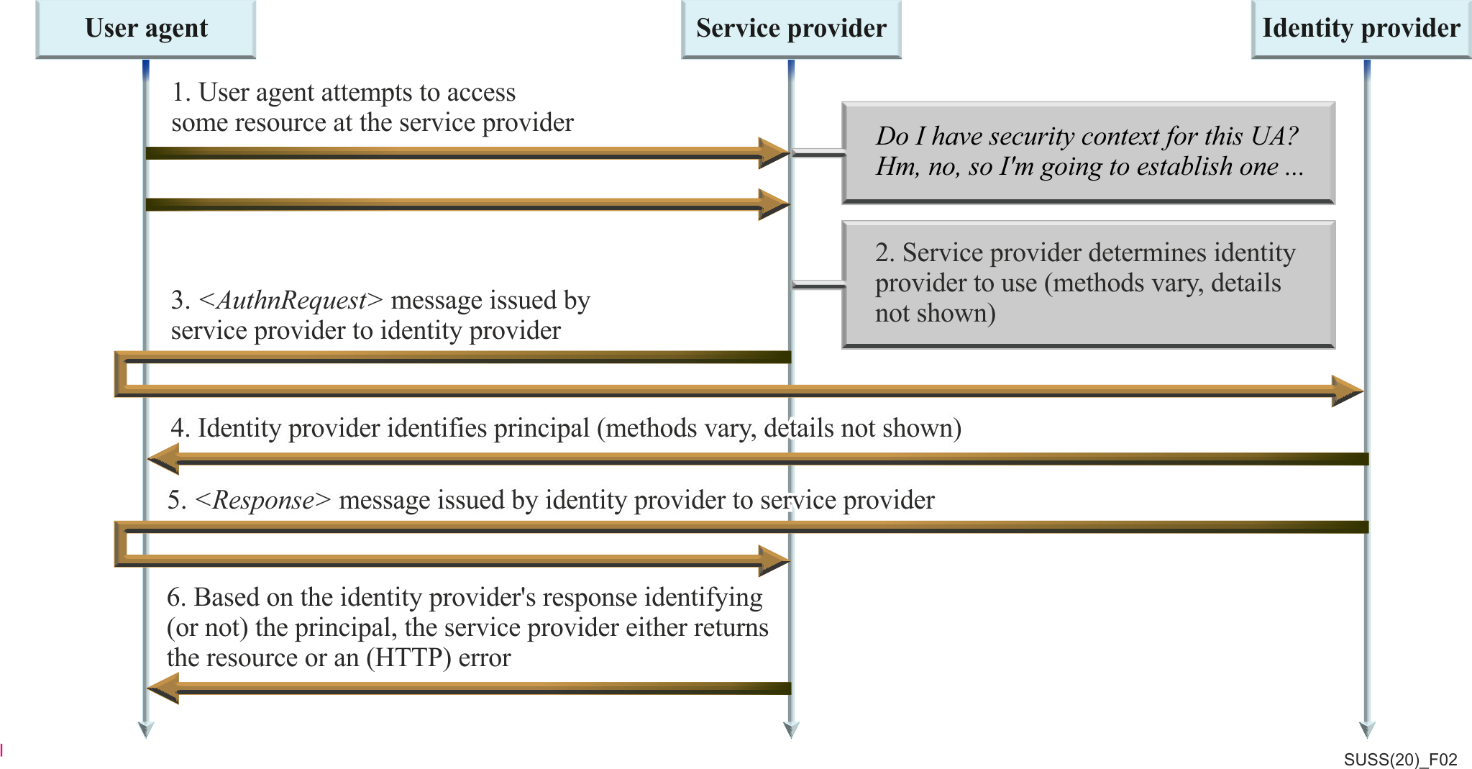 User agent
Service provider
Identity provider
1. User agent attempts to access
some resource at the service provider
Do I have security context for this UA?
Hm, no, so I'm going to establish one ...
2. Service provider determines identity
provider to use (methods vary, details
not shown)
3. <AuthnRequest> message issued by
service provider to identity provider
4. Identity provider identifies principal (methods vary, details not shown)
5. <Response> message issued by identity provider to service provider
6. Based on the identity provider's response identifying
(or not) the principal, the service provider either returns
the resource or an (HTTP) error
SUSS(20)_F02